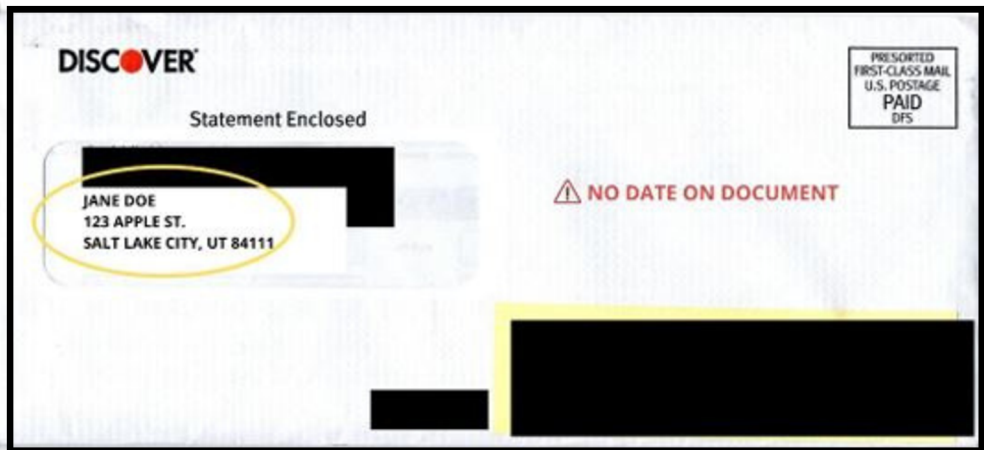 DISCOVER
PRESORTED
FIRST-CLASS MAIL
U.S. POSTAGE
PAID
DFS
Statement Enclosed
JANE DOE
123 APPLE ST.
SALT LAKE CITY, UT 84111
NO DATE ON DOCUMENT